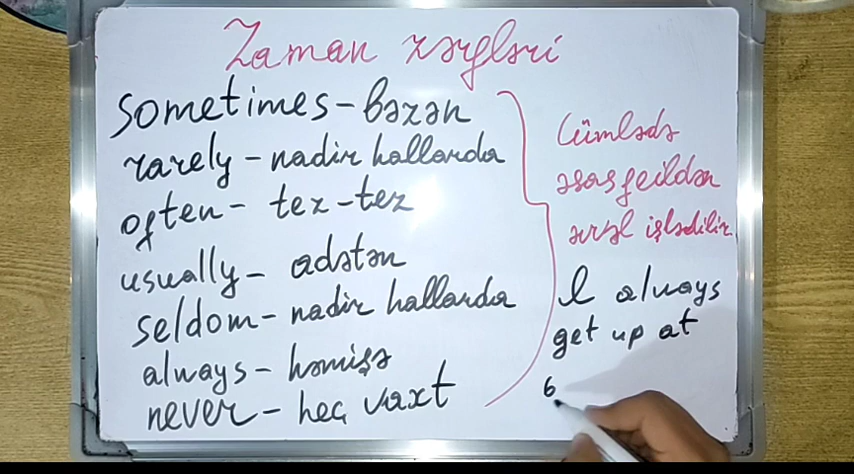 Zaman zərfləri
sometimes - bəzən
rarely - nadir hallarda
often - tez-tez
usually - adətən
seldom - nadir hallarda
always - həmişə
never - heç vaxt
Cümlədə
əsas feildən
əvvəl işlədilir.
I always
get up at
6